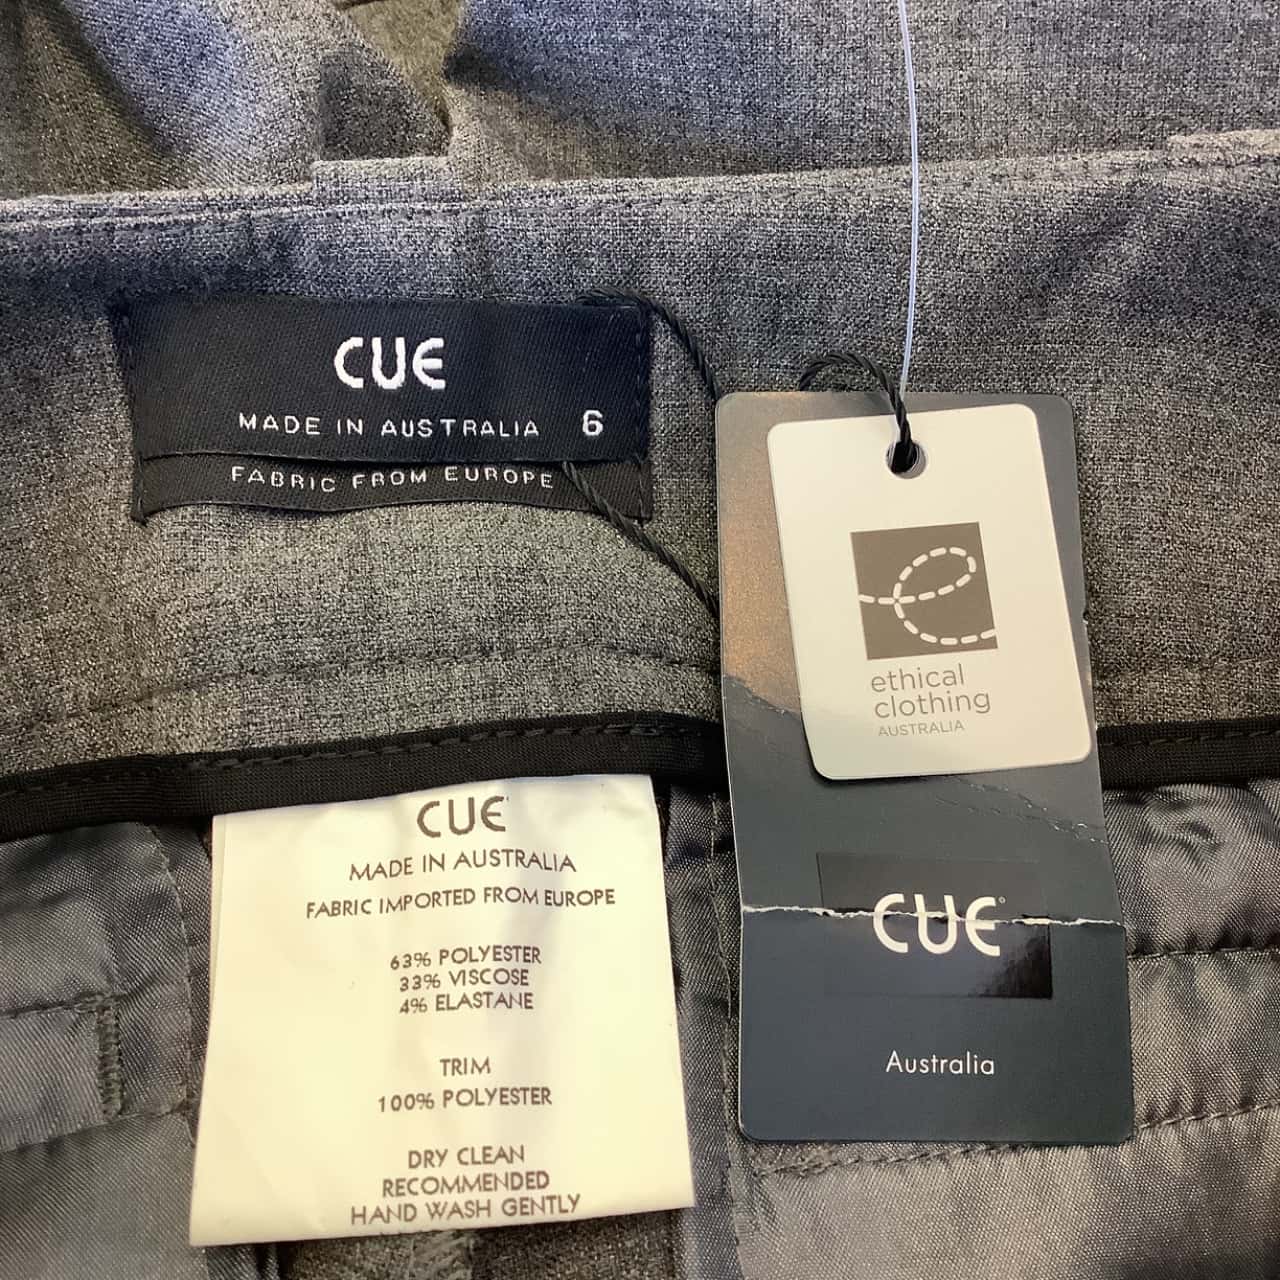 CUE
MADE IN AUSTRALIA 6
FABRIC FROM EUROPE
ethical
clothing
AUSTRALIA
CUE
Australia
CUE
MADE IN AUSTRALIA
FABRIC IMPORTED FROM EUROPE
63% POLYESTER
33% VISCOSE
4% ELASTANE
TRIM
100% POLYESTER
DRY CLEAN
RECOMMENDED
HAND WASH GENTLY